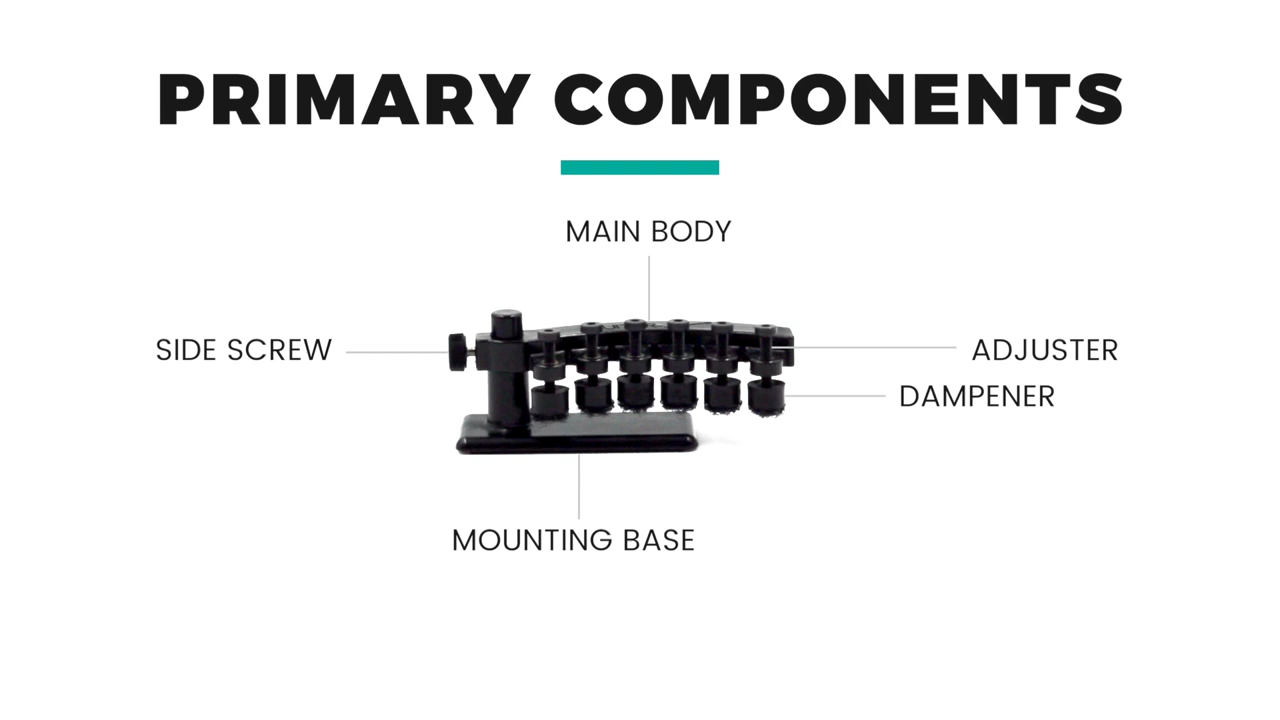 PRIMARY COMPONENTS
MAIN BODY
SIDE SCREW
ADJUSTER
DAMPENER
MOUNTING BASE